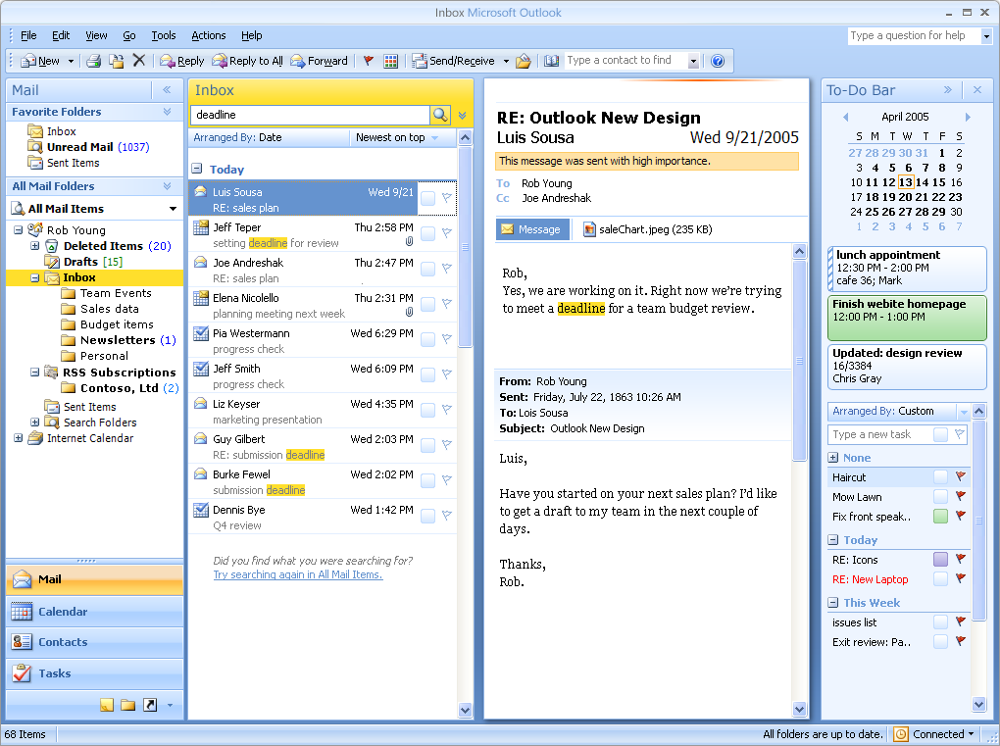 Inbox Microsoft Outlook
File Edit View Go Tools Actions Help
Type a question for help
New Reply Reply to All Forward Send/Receive Type a contact to find
Mail
Favorite Folders
Inbox
Unread Mail (1037)
Sent Items
All Mail Folders
All Mail Items
Rob Young
Deleted Items (20)
Drafts [15]
Inbox
Team Events
Sales data
Budget items
Newsletters (1)
Personal
RSS Subscriptions
Contoso, Ltd (2)
Sent Items
Search Folders
Internet Calendar
Mail
Calendar
Contacts
Tasks
Inbox
deadline
Arranged By: Date Newest on top
Today
Luis Sousa Wed 9/21
RE: sales plan
Jeff Teper Thu 2:58 PM
setting deadline for review
Joe Andreshak Thu 2:47 PM
RE: sales plan
Elena Nicolello Thu 2:31 PM
planning meeting next week
Pia Westermann Wed 6:29 PM
progress check
Jeff Smith Wed 6:09 PM
progress check
Liz Keyser Wed 4:35 PM
marketing presentation
Guy Gilbert Wed 2:03 PM
RE: submission deadline
Burke Fewel Wed 2:02 PM
submission deadline
Dennis Bye Wed 1:42 PM
Q4 review
Did you find what you were searching for?
Try searching again in All Mail Items.
RE: Outlook New Design
Luis Sousa Wed 9/21/2005
This message was sent with high importance.
To Rob Young
Cc Joe Andreshak
Message saleChart.jpeg (235 KB)
Rob,
Yes, we are working on it. Right now we're trying
to meet a deadline for a team budget review.
From: Rob Young
Sent: Friday, July 22, 1863 10:26 AM
To: Lois Sousa
Subject: Outlook New Design
Luis,
Have you started on your next sales plan? I'd like
to get a draft to my team in the next couple of
days.
Thanks,
Rob.
To-Do Bar
April 2005
S M T W T F S
27 28 29 30 31 1 2
3 4 5 6 7 8 9
10 11 12 13 14 15 16
17 18 19 20 21 22 23
24 25 26 27 28 29 30
1 2 3 4 5 6 7
lunch appointment
12:30 PM - 2:00 PM
cafe 36; Mark
Finish webite homepage
12:00 PM - 1:00 PM
Updated: design review
16/3384
Chris Gray
Arranged By: Custom
Type a new task
None
Haircut
Mow Lawn
Fix front speak..
Today
RE: Icons
RE: New Laptop
This Week
issues list
Exit review: Pa..
68 Items
All folders are up to date. Connected